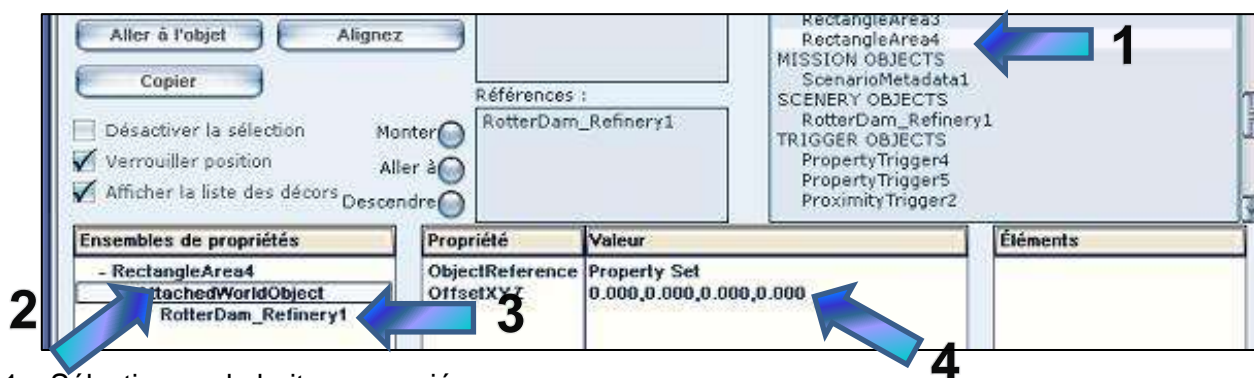 Aller à l'objet
Alignez
Copier
Désactiver la sélection
Verrouiller position
Afficher la liste des décors
Monter
Aller à
Descendre
Références :
RotterDam_Refinery1
RectangleArea3
RectangleArea4
MISSION OBJECTS
ScenarioMetadata1
SCENERY OBJECTS
RotterDam_Refinery1
TRIGGER OBJECTS
PropertyTrigger4
PropertyTrigger5
ProximityTrigger2
1
Ensembles de propriétés
- RectangleArea4
ttachedWorldObject
RotterDam_Refinery1
2
3
Propriété
Valeur
ObjectReference
Property Set
OffsetXYZ
0.000,0.000,0.000,0.000
4
Éléments